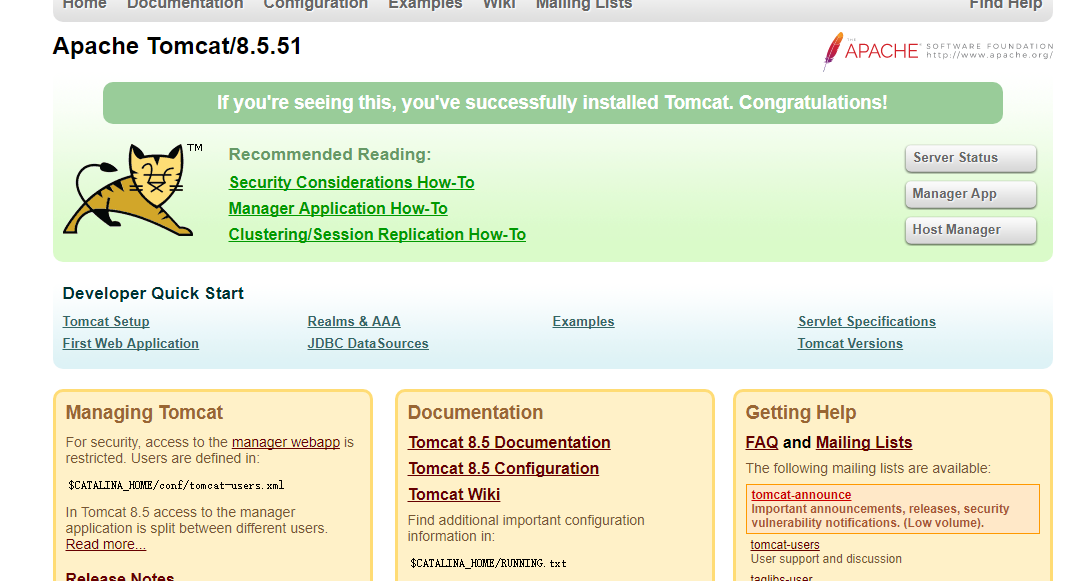 Home Documentation Configuration Examples Wiki Mailing Lists Find Help
Apache Tomcat/8.5.51
THE
APACHE
SOFTWARE FOUNDATION
http://www.apache.org/
If you're seeing this, you've successfully installed Tomcat. Congratulations!
TM
Recommended Reading:
Security Considerations How-To
Manager Application How-To
Clustering/Session Replication How-To
Server Status
Manager App
Host Manager
Developer Quick Start
Tomcat Setup
First Web Application
Realms & AAA
JDBC DataSources
Examples
Servlet Specifications
Tomcat Versions
Managing Tomcat
For security, access to the manager webapp is
restricted. Users are defined in:
$CATALINA_HOME/conf/tomcat-users.xml
In Tomcat 8.5 access to the manager
application is split between different users.
Read more...
Release Notes
Documentation
Tomcat 8.5 Documentation
Tomcat 8.5 Configuration
Tomcat Wiki
Find additional important configuration
information in:
$CATALINA_HOME/RUNNING.txt
Getting Help
FAQ and Mailing Lists
The following mailing lists are available:
tomcat-announce
Important announcements, releases, security
vulnerability notifications. (Low volume).
tomcat-users
User support and discussion
taglibs-user